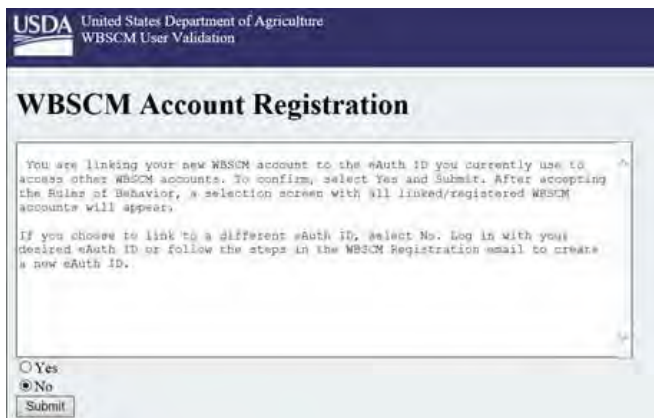 USDA United States Department of Agriculture
WBSCM User Validation
WBSCM Account Registration
You are linking your new WBSCM account to the eAuth ID you currently use to
access other WBSCM accounts. To confirm, select Yes and Submit. After accepting
the Rules of Behavior, a selection screen with all linked/registered WBSCM
accounts will appear.
If you choose to link to a different eAuth ID, select No. Log in with your
desired eAuth ID or follow the steps in the WBSCM Registration email to create
a new eAuth ID.
Yes
No
Submit